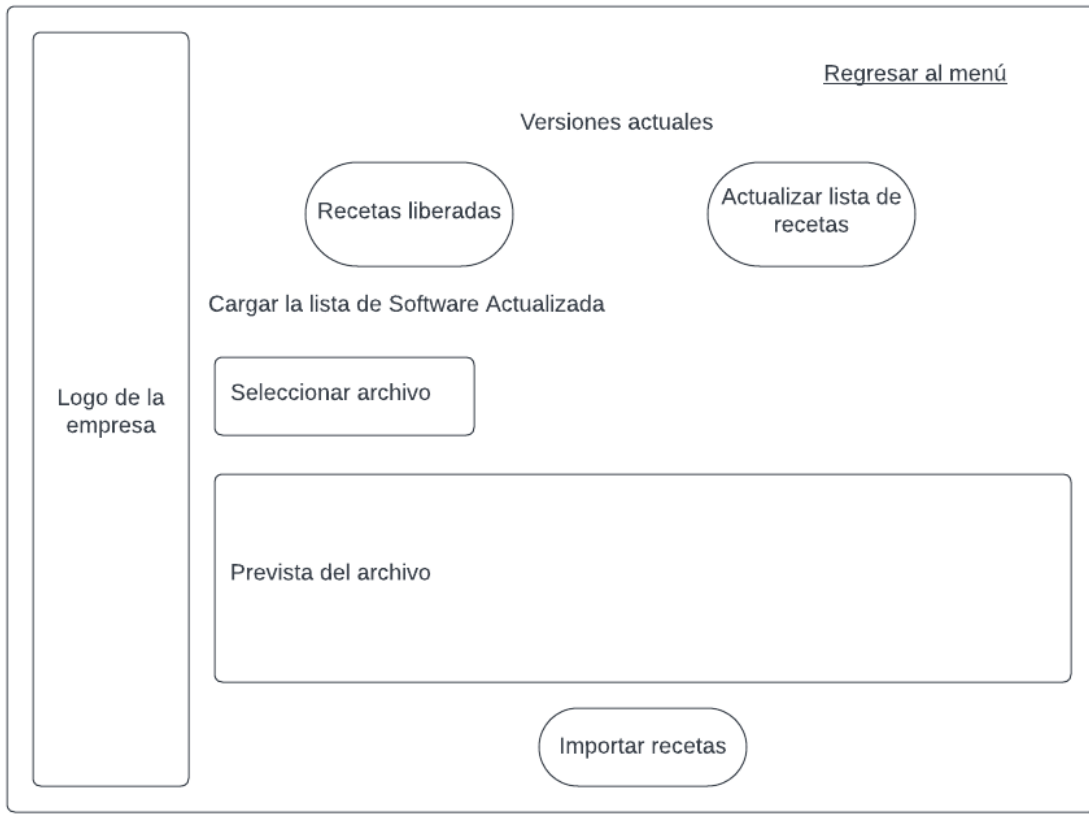 Regresar al menú
Versiones actuales
Recetas liberadas
Actualizar lista de
recetas
Cargar la lista de Software Actualizada
Seleccionar archivo
Logo de la
empresa
Prevista del archivo
Importar recetas